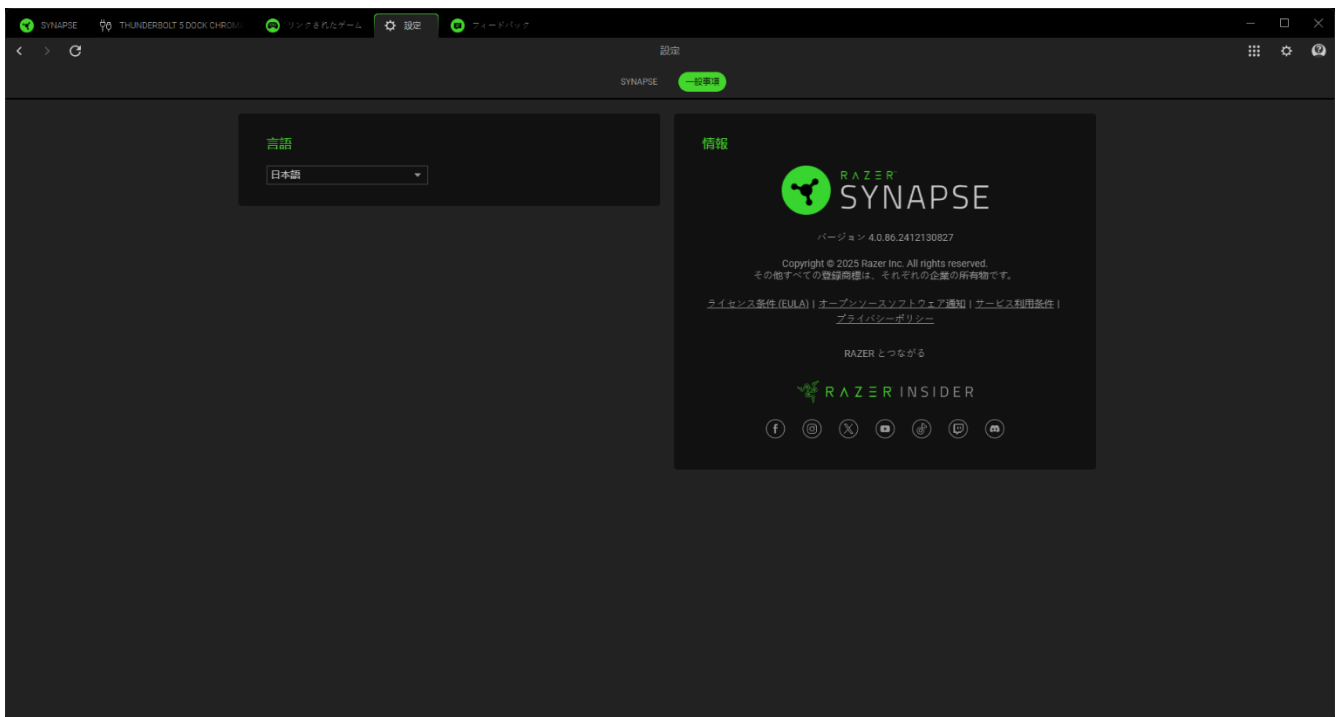 SYNAPSE THUNDERBOLT 5 DOCK CHROMA リンクされたゲーム 設定 フィードバック
設定
SYNAPSE 一般事項
言語
日本語
情報
RAZER
SYNAPSE
バージョン 4.0.86.2412130827
Copyright © 2025 Razer Inc. All rights reserved.
その他すべての登録商標は、それぞれの企業の所有物です。
ライセンス条件 (EULA) | オープンソースソフトウェア通知 | サービス利用条件 |
プライバシーポリシー
RAZER とつながる
RAZER INSIDER